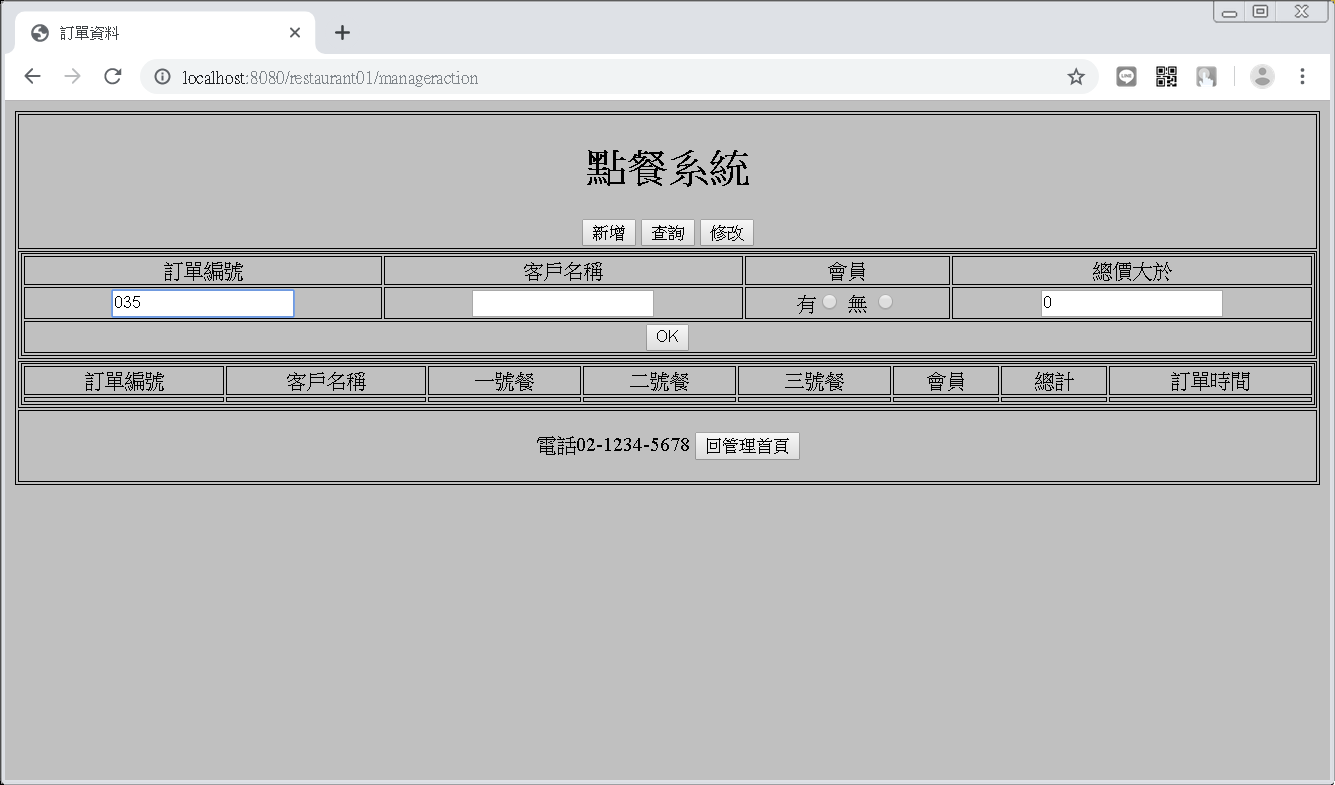 訂單資料
localhost:8080/restaurant01/manageraction
點餐系統
新增 查詢 修改
訂單編號 客戶名稱 會員 總價大於
035 有 無 0
OK
訂單編號 客戶名稱 一號餐 二號餐 三號餐 會員 總計 訂單時間
電話02-1234-5678 回管理首頁